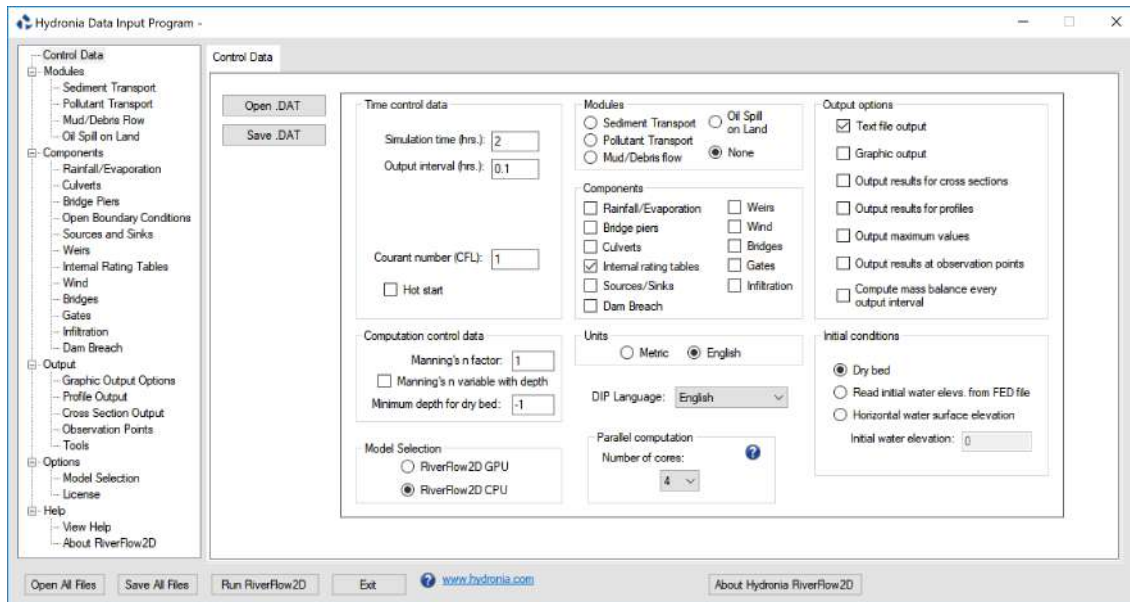 Hydronia Data Input Program -
Control Data
Modules
Sediment Transport
Pollutant Transport
Mud/Debris Flow
Oil Spill on Land
Components
Rainfall/Evaporation
Culverts
Bridge Piers
Open Boundary Conditions
Sources and Sinks
Weirs
Internal Rating Tables
Wind
Bridges
Gates
Infiltration
Dam Breach
Output
Graphic Output Options
Profile Output
Cross Section Output
Observation Points
Tools
Options
Model Selection
License
Help
View Help
About RiverFlow2D
Control Data
Open .DAT
Save .DAT
Time control data
Simulation time (hrs.): 2
Output interval (hrs.): 0.1
Courant number (CFL): 1
Hot start
Computation control data
Manning's n factor: 1
Manning's n variable with depth
Minimum depth for dry bed: -1
Model Selection
RiverFlow2D GPU
RiverFlow2D CPU
Modules
Sediment Transport
Pollutant Transport
Mud/Debris flow
Oil Spill
on Land
None
Components
Rainfall/Evaporation
Bridge piers
Culverts
Internal rating tables
Sources/Sinks
Dam Breach
Weirs
Wind
Bridges
Gates
Infiltration
Units
Metric English
DIP Language: English
Parallel computation
Number of cores:
4
Output options
Text file output
Graphic output
Output results for cross sections
Output results for profiles
Output maximum values
Output results at observation points
Compute mass balance every
output interval
Initial conditions
Dry bed
Read initial water elevs. from FED file
Horizontal water surface elevation
Initial water elevation: 0
Open All Files Save All Files Run RiverFlow2D Exit www.hydronia.com About Hydronia RiverFlow2D